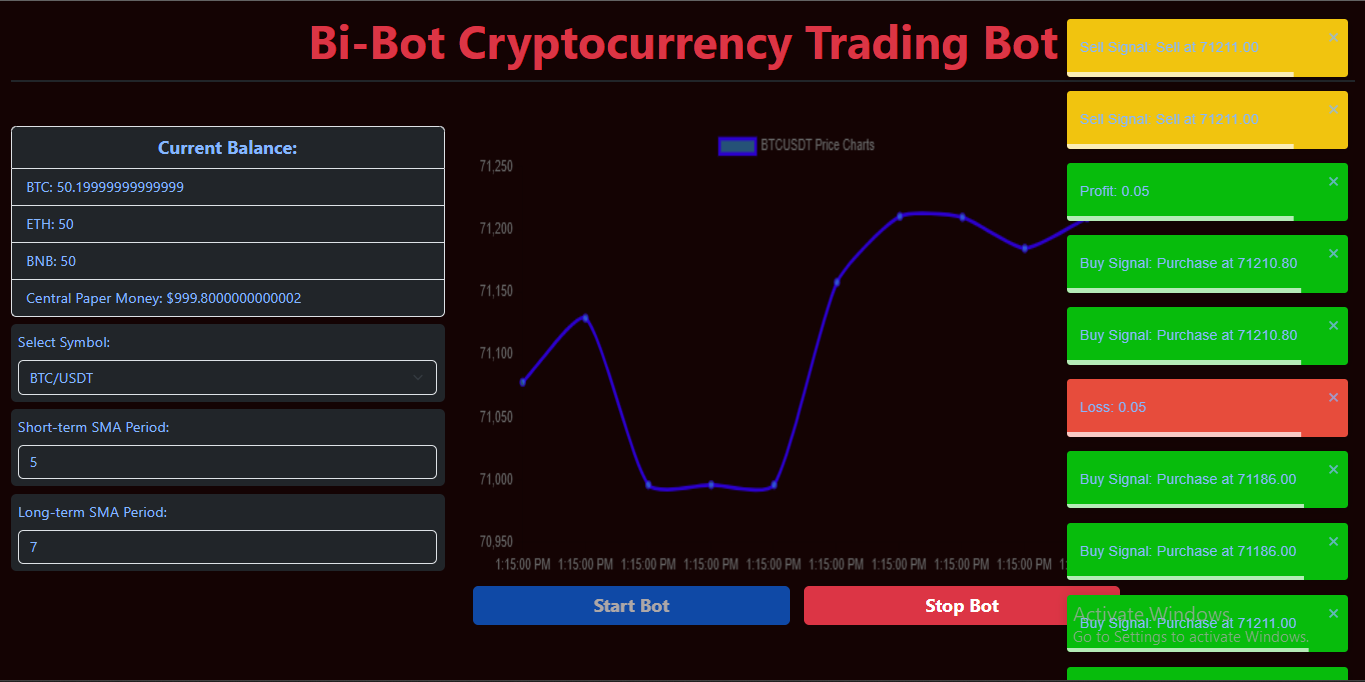 Bi-Bot Cryptocurrency Trading Bot
Current Balance:
BTC: 50.19999999999999
ETH: 50
BNB: 50
Central Paper Money: $999.8000000000002
Select Symbol:
BTC/USDT
Short-term SMA Period:
5
Long-term SMA Period:
7
BTCUSDT Price Charts
71,250
71,200
71,150
71,100
71,050
71,000
70,950
1:15:00 PM 1:15:00 PM 1:15:00 PM 1:15:00 PM 1:15:00 PM 1:15:00 PM 1:15:00 PM 1:15:00 PM 1:15:00 PM
Start Bot
Stop Bot
Sell Signal: Sell at 71211.00
Sell Signal: Sell at 71211.00
Profit: 0.05
Buy Signal: Purchase at 71210.80
Buy Signal: Purchase at 71210.80
Loss: 0.05
Buy Signal: Purchase at 71186.00
Buy Signal: Purchase at 71186.00
Buy Signal: Purchase at 71211.00
Activate Windows
Go to Settings to activate Windows.